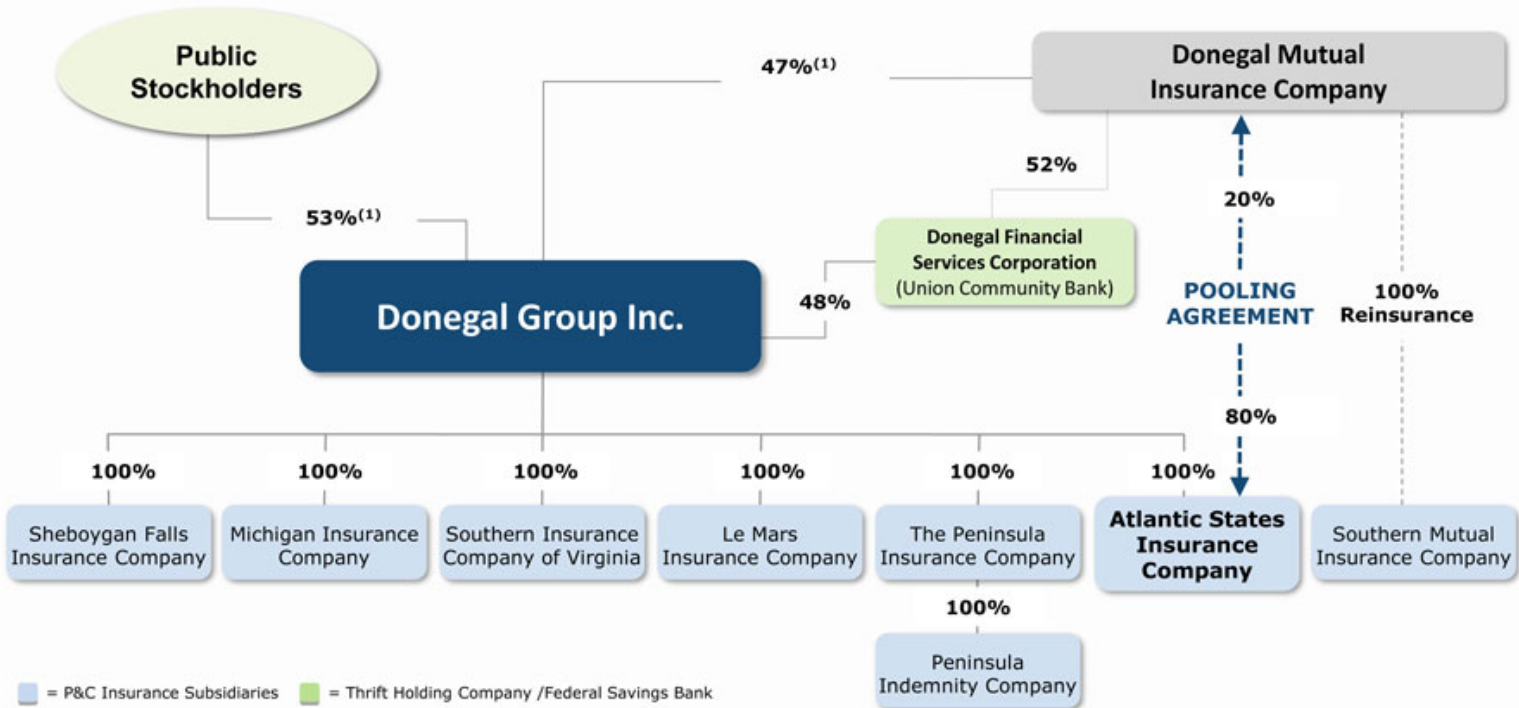 Public
Stockholders
47%(1)
Donegal Mutual
Insurance Company
52%
53%(1)
20%
Donegal Financial
Services Corporation
(Union Community Bank)
Donegal Group Inc.
48%
POOLING
AGREEMENT
100%
Reinsurance
80%
100%
100%
100%
100%
100%
100%
Sheboygan Falls
Insurance Company
Michigan Insurance
Company
Southern Insurance
Company of Virginia
Le Mars
Insurance Company
The Peninsula
Insurance Company
Atlantic States
Insurance
Company
Southern Mutual
Insurance Company
100%
Peninsula
Indemnity Company
= P&C Insurance Subsidiaries
= Thrift Holding Company /Federal Savings Bank